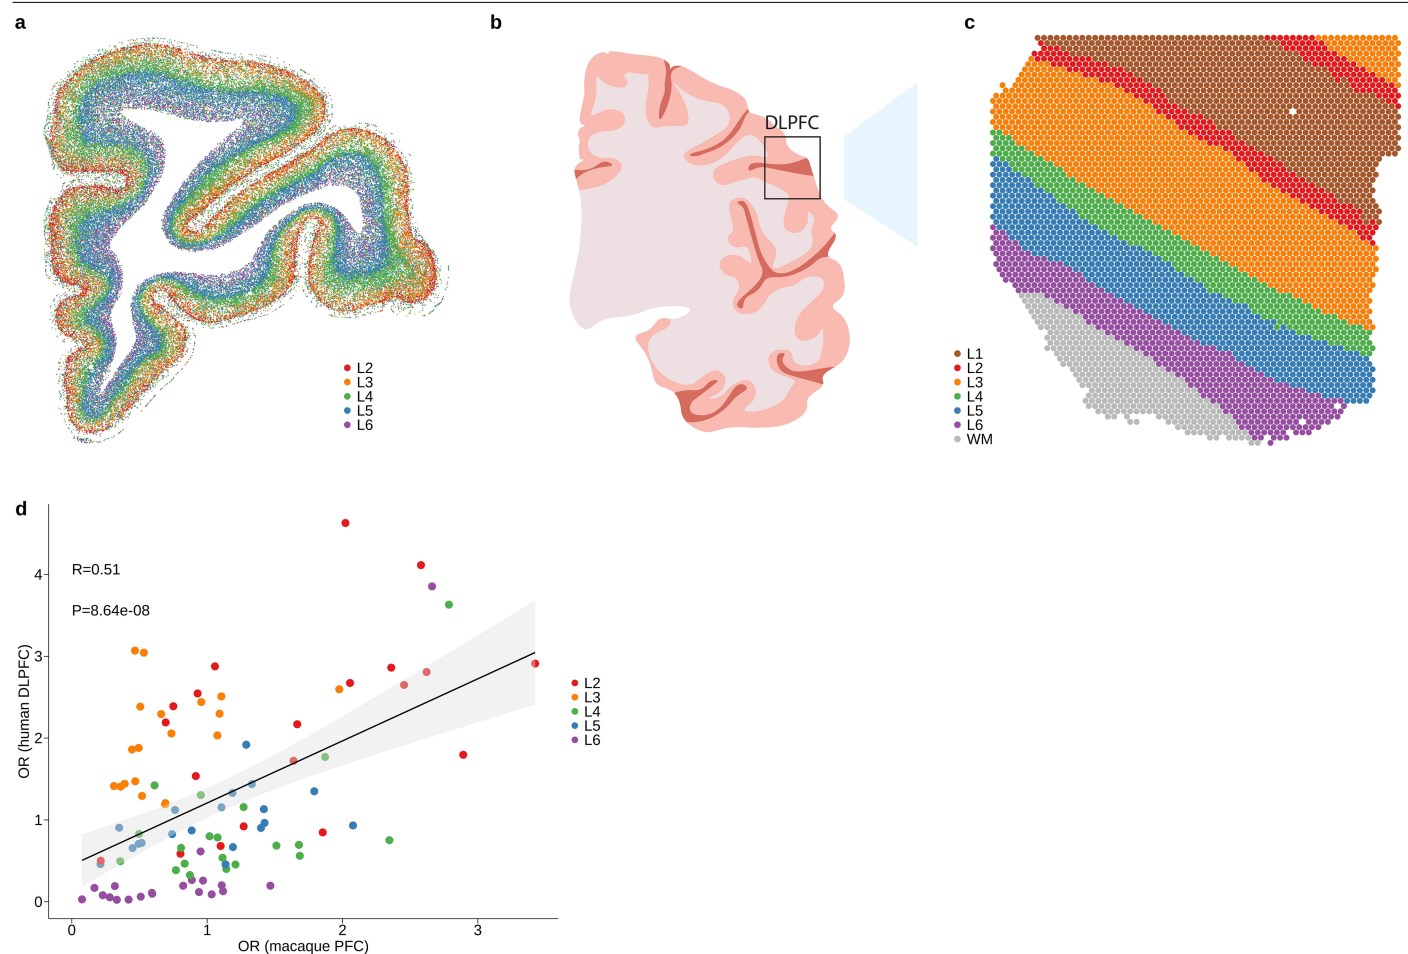 a
b
c
DLPFC
L2
L3
L4
L5
L6
L1
L2
L3
L4
L5
L6
WM
d
R=0.51
P=8.64e-08
OR (human DLPFC)
4
3
2
1
0
0 1 2 3
OR (macaque PFC)
L2
L3
L4
L5
L6